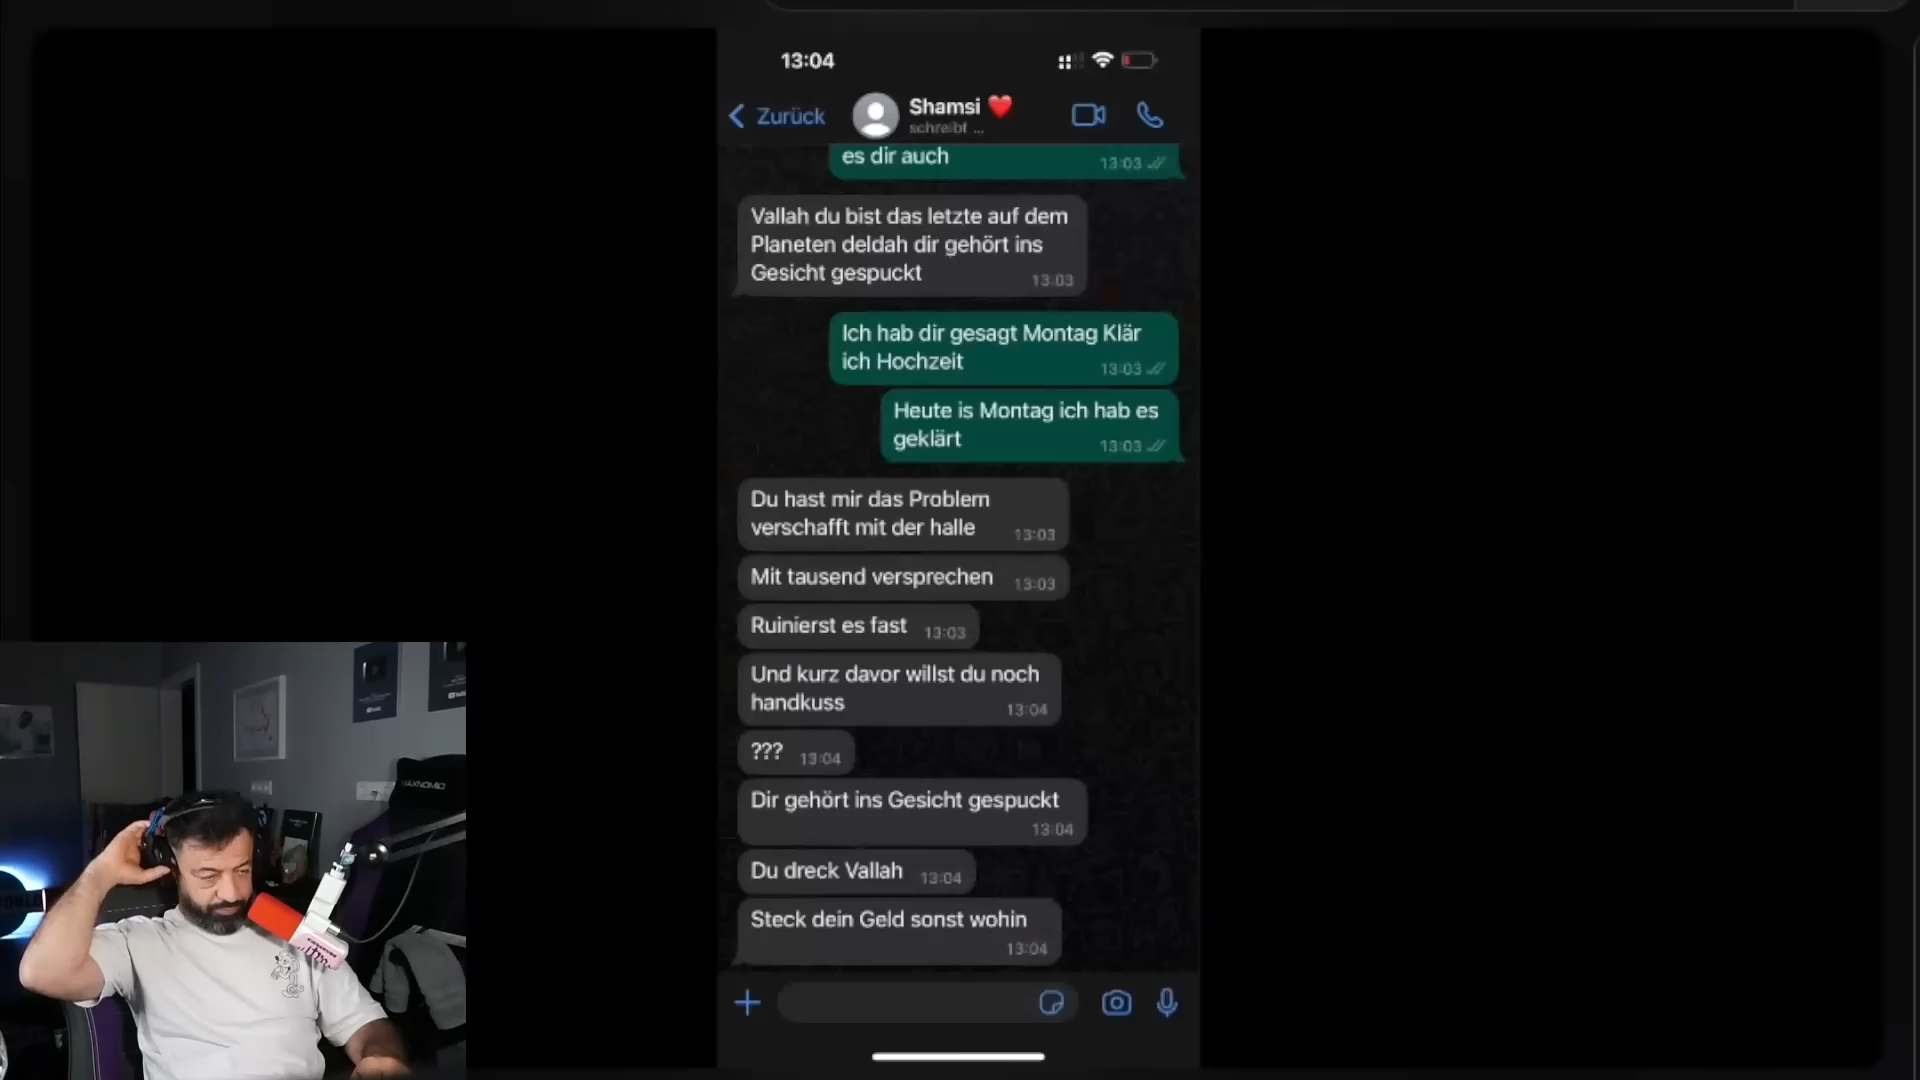 13:04
Zurück
Shamsi ❤️
schreibt ...
es dir auch
13:03
Vallah du bist das letzte auf dem
Planeten deldah dir gehört ins
Gesicht gespuckt
13:03
Ich hab dir gesagt Montag Klär
ich Hochzeit
13:03
Heute is Montag ich hab es
geklärt
13:03
Du hast mir das Problem
verschafft mit der halle
13:03
Mit tausend versprechen
13:03
Ruinierst es fast
13:03
Und kurz davor willst du noch
handkuss
13:04
???
13:04
Dir gehört ins Gesicht gespuckt
13:04
Du dreck Vallah
13:04
Steck dein Geld sonst wohin
13:04
MAXNOMIC